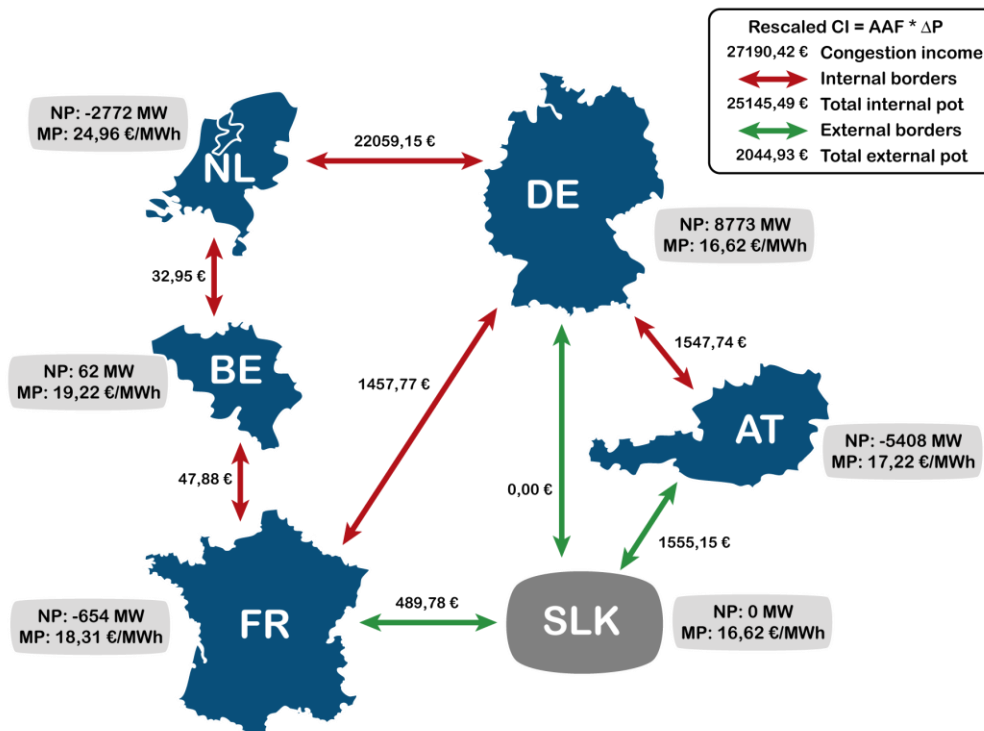 Rescaled CI = AAF * ΔP
27190,42 € Congestion income
Internal borders
25145,49 € Total internal pot
External borders
2044,93 € Total external pot
NP: -2772 MW
MP: 24,96 €/MWh
NL
22059,15 €
DE
NP: 8773 MW
MP: 16,62 €/MWh
32,95 €
1547,74 €
NP: 62 MW
MP: 19,22 €/MWh
BE
1457,77 €
AT
NP: -5408 MW
MP: 17,22 €/MWh
47,88 €
0,00 €
1555,15 €
NP: -654 MW
MP: 18,31 €/MWh
FR
489,78 €
SLK
NP: 0 MW
MP: 16,62 €/MWh